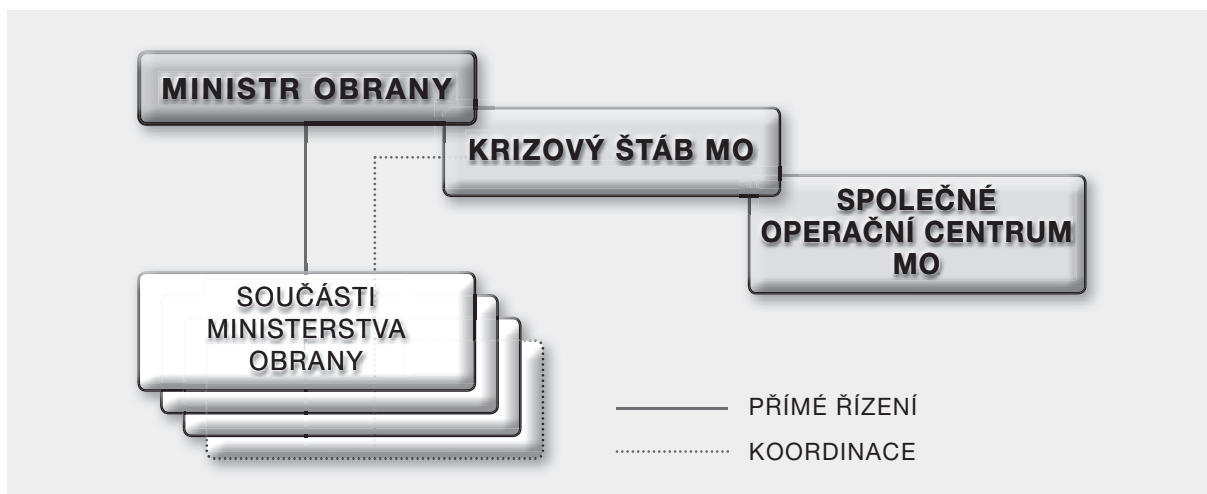 MINISTR OBRANY
KRIZOVÝ ŠTÁB MO
SPOLEČNÉ
OPERAČNÍ CENTRUM
MO
SOUČÁSTI
MINISTERSTVA
OBRANY
PŘÍMÉ ŘÍZENÍ
KOORDINACE